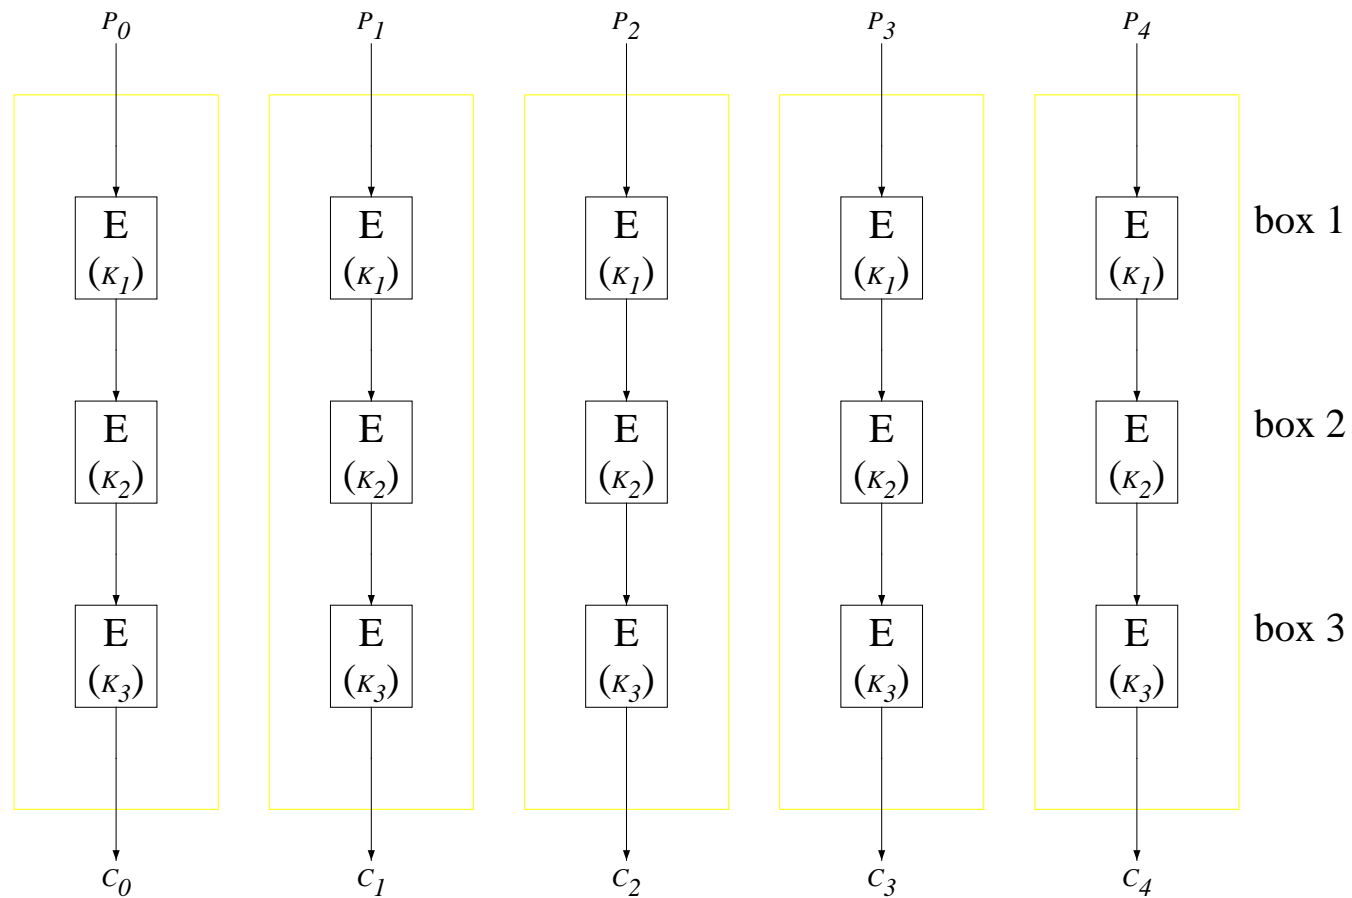 P0 P1 P2 P3 P4
E E E E E box 1
(K1) (K1) (K1) (K1) (K1)
E E E E E box 2
(K2) (K2) (K2) (K2) (K2)
E E E E E box 3
(K3) (K3) (K3) (K3) (K3)
C0 C1 C2 C3 C4